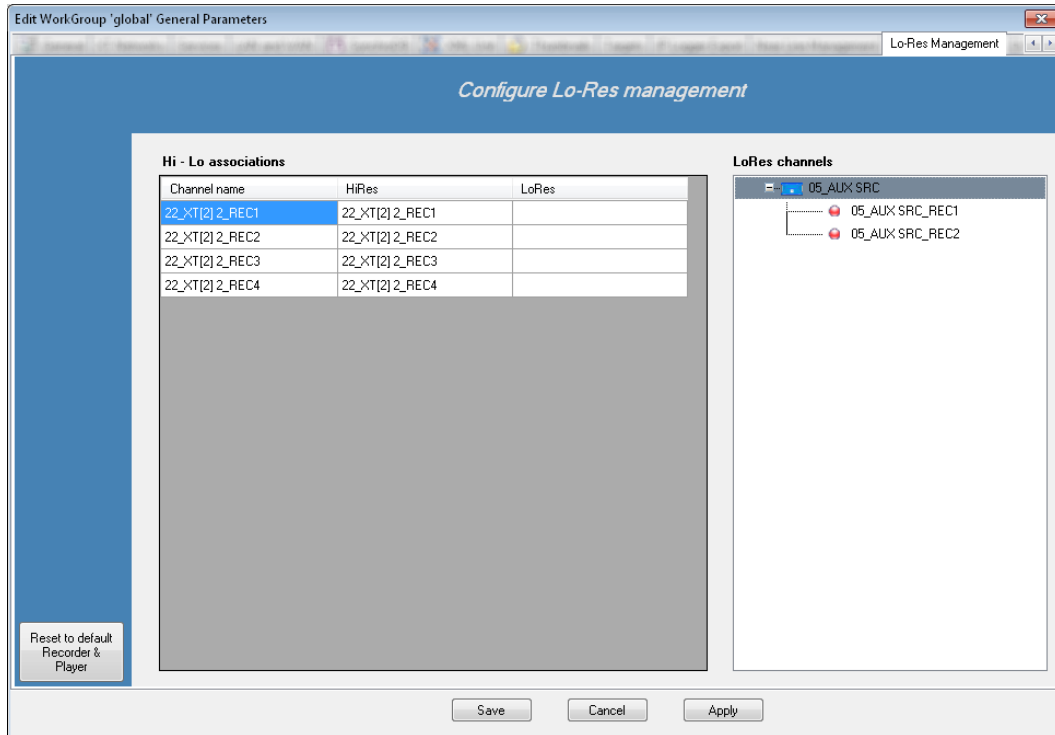 Edit WorkGroup 'global' General Parameters
Lo-Res Management
Configure Lo-Res management
Hi - Lo associations
LoRes channels
Channel name HiRes LoRes
22_XT[2] 2_REC1 22_XT[2] 2_REC1
22_XT[2] 2_REC2 22_XT[2] 2_REC2
22_XT[2] 2_REC3 22_XT[2] 2_REC3
22_XT[2] 2_REC4 22_XT[2] 2_REC4
05_AUX SRC
05_AUX SRC_REC1
05_AUX SRC_REC2
Reset to default
Recorder &
Player
Save Cancel Apply